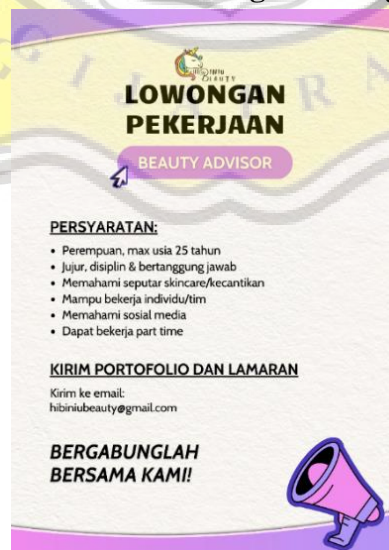 BEAUTY
LOWONGAN
PEKERJAAN
BEAUTY ADVISOR
PERSYARATAN:
• Perempuan, max usia 25 tahun
• Jujur, disiplin & bertanggung jawab
• Memahami seputar skincare/kecantikan
• Mampu bekerja individu/tim
• Memahami sosial media
• Dapat bekerja part time
KIRIM PORTOFOLIO DAN LAMARAN
Kirim ke email:
hibiniubeauty@gmail.com
BERGABUNGLAH
BERSAMA KAMI!